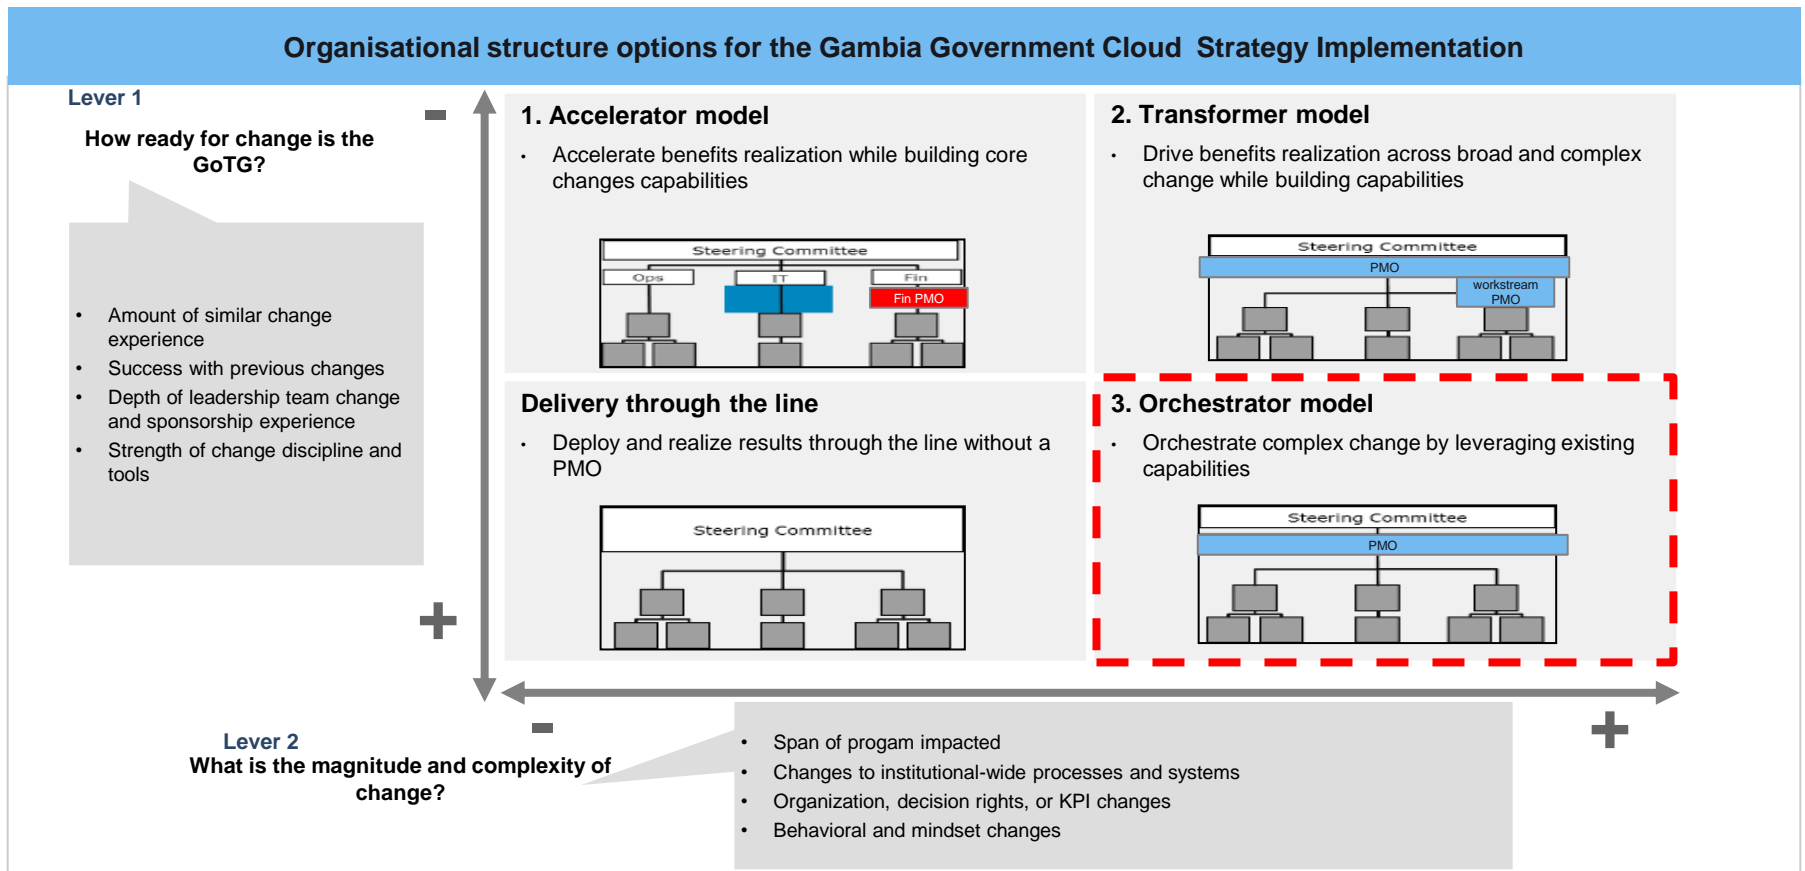 Organisational structure options for the Gambia Government Cloud Strategy Implementation
Lever 1
How ready for change is the
GoTG?
-
+
• Amount of similar change
experience
• Success with previous changes
• Depth of leadership team change
and sponsorship experience
• Strength of change discipline and
tools
1. Accelerator model
• Accelerate benefits realization while building core
changes capabilities
Steering Committee
Ops
IT
Fin
Fin PMO
2. Transformer model
• Drive benefits realization across broad and complex
change while building capabilities
Steering Committee
PMO
workstream
PMO
Delivery through the line
• Deploy and realize results through the line without a
PMO
Steering Committee
3. Orchestrator model
• Orchestrate complex change by leveraging existing
capabilities
Steering Committee
PMO
-
+
Lever 2
What is the magnitude and complexity of
change?
• Span of progam impacted
• Changes to institutional-wide processes and systems
• Organization, decision rights, or KPI changes
• Behavioral and mindset changes